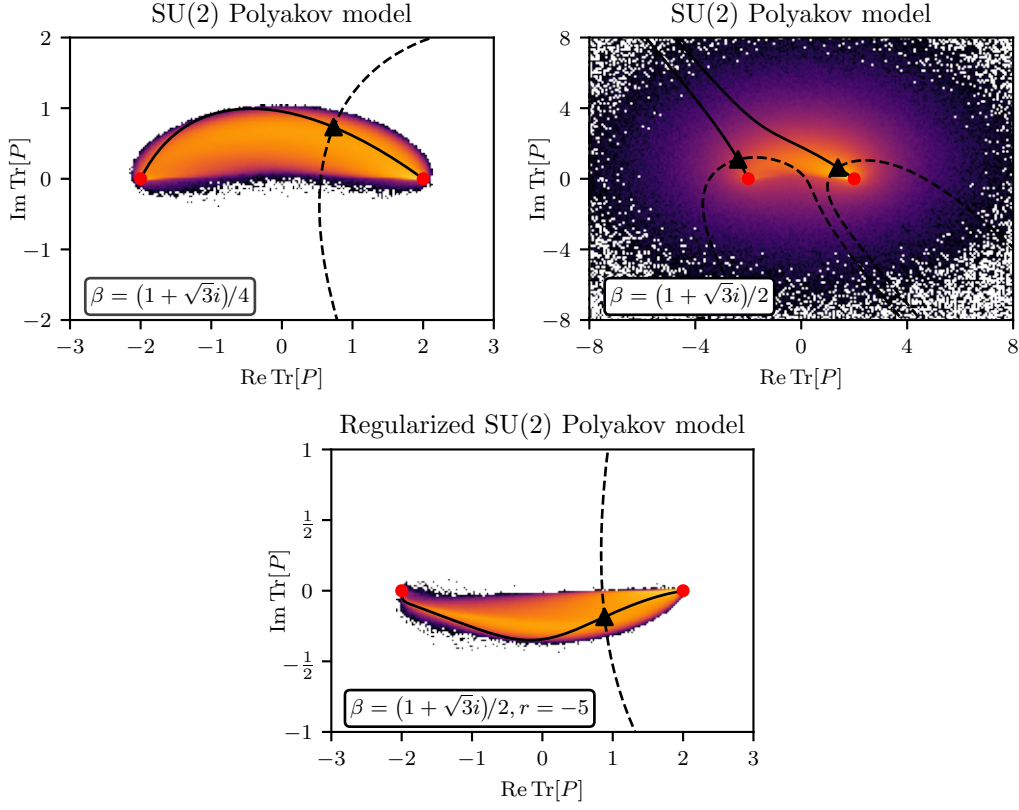 SU(2) Polyakov model
2
1
0
−1
−2
Im Tr[P]
β = (1 + √3i)/4
−3
−2
−1
0
1
2
3
Re Tr[P]
SU(2) Polyakov model
8
4
0
−4
−8
Im Tr[P]
β = (1 + √3i)/2
−8
−4
0
4
8
Re Tr[P]
Regularized SU(2) Polyakov model
1
1/2
0
−1/2
−1
Im Tr[P]
β = (1 + √3i)/2, r = −5
−3
−2
−1
0
1
2
3
Re Tr[P]